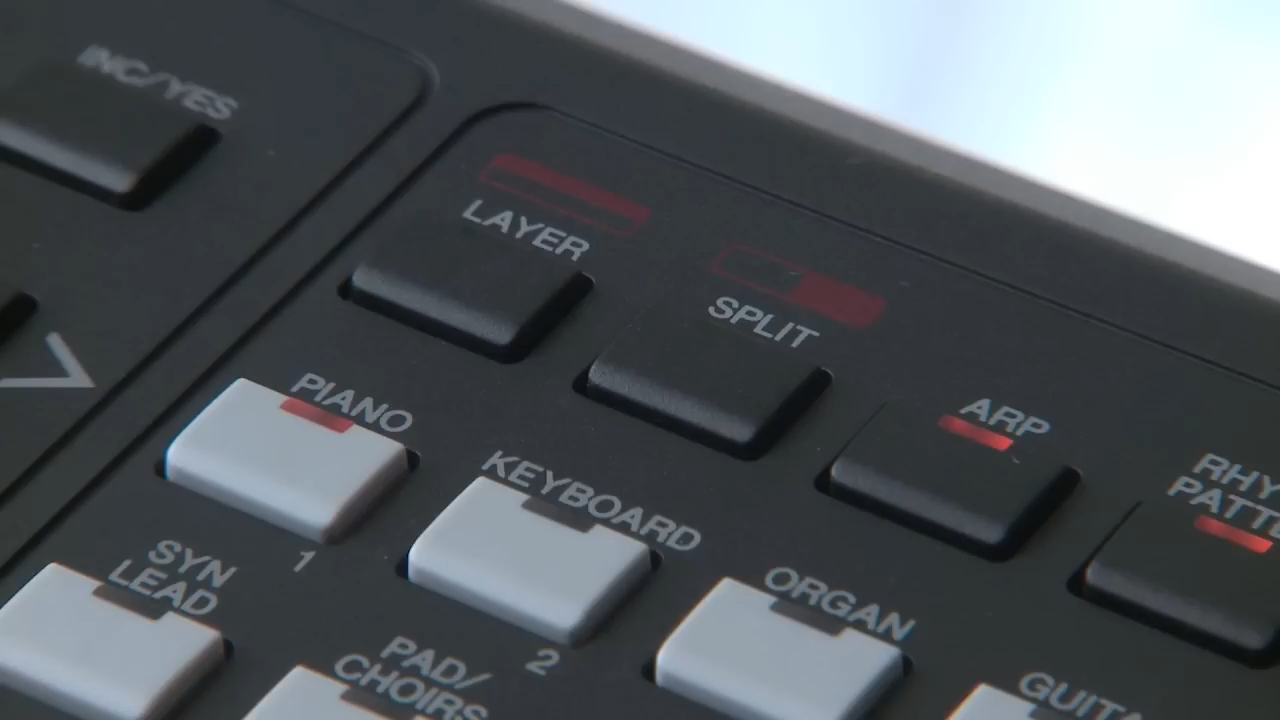 INC/YES
LAYER
SPLIT
ARP
PIANO
KEYBOARD
ORGAN
1
2
SYN
LEAD
PAD/
CHOIRS